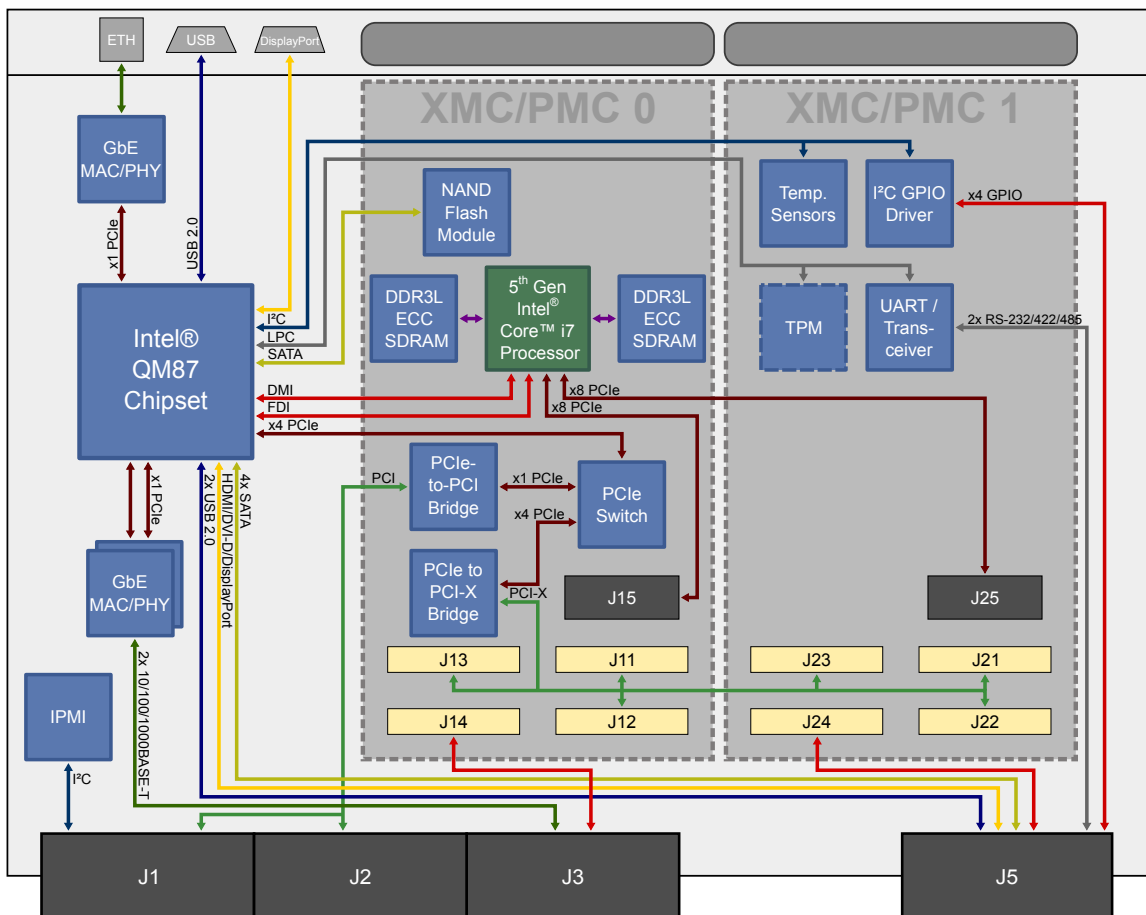 ETH
USB
DisplayPort
XMC/PMC 0
XMC/PMC 1
GbE
MAC/PHY
x1 PCIe
USB 2.0
NAND
Flash
Module
Temp.
Sensors
I²C GPIO
Driver
x4 GPIO
Intel®
QM87
Chipset
I²C
LPC
SATA
DMI
FDI
x4 PCIe
DDR3L
ECC
SDRAM
5th Gen
Intel®
Core™ i7
Processor
DDR3L
ECC
SDRAM
TPM
UART /
Trans-
ceiver
2x RS-232/422/485
x8 PCIe
x8 PCIe
PCI
PCIe-
to-PCI
Bridge
x1 PCIe
x4 PCIe
PCIe
Switch
x1 PCIe
2x USB 2.0
HDMI/DVI-D/DisplayPort
4x SATA
GbE
MAC/PHY
PCIe to
PCI-X
Bridge
PCI-X
J15
J25
J13
J11
J23
J21
J14
J12
J24
J22
IPMI
I²C
2x 10/100/1000BASE-T
J1
J2
J3
J5